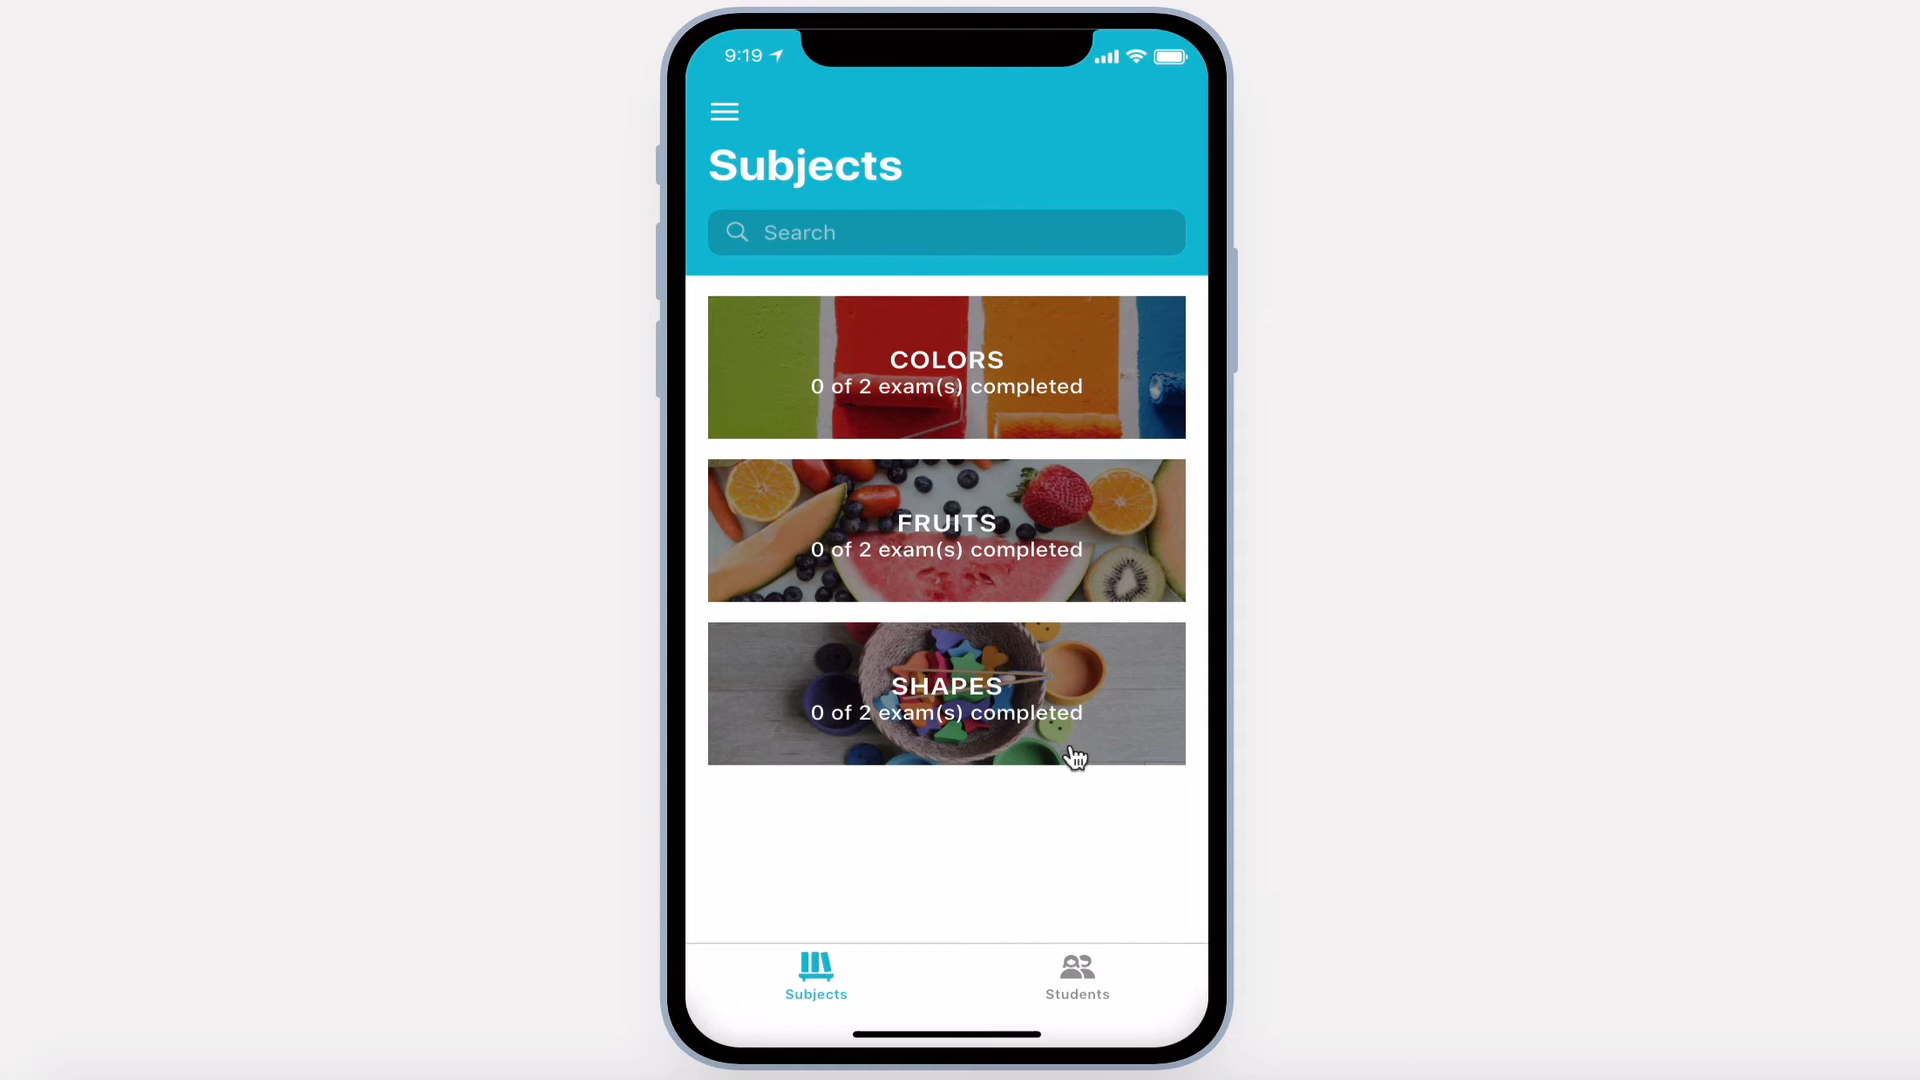 9:19
Subjects
Search
COLORS
0 of 2 exam(s) completed
FRUITS
0 of 2 exam(s) completed
SHAPES
0 of 2 exam(s) completed
Subjects
Students